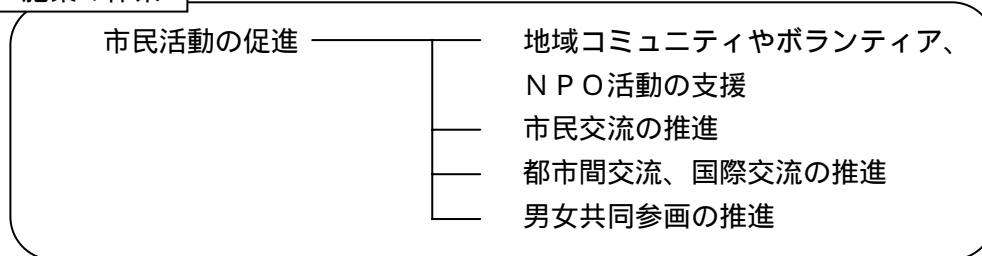 市民活動の促進
地域コミュニティやボランティア、
ＮＰＯ活動の支援
市民交流の推進
都市間交流、国際交流の推進
男女共同参画の推進